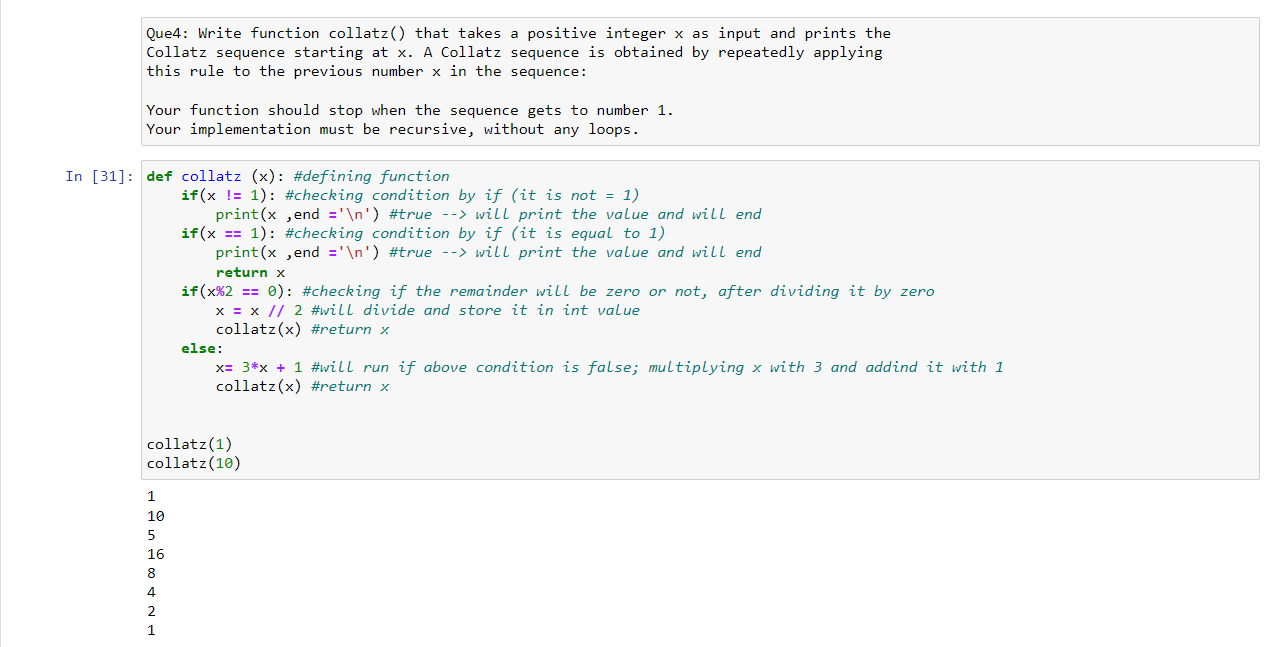 Que4: Write function collatz() that takes a positive integer x as input and prints the
Collatz sequence starting at x. A Collatz sequence is obtained by repeatedly applying
this rule to the previous number x in the sequence:
Your function should stop when the sequence gets to number 1.
Your implementation must be recursive, without any loops.
In [31]: def collatz (x): #defining function
    if(x != 1): #checking condition by if (it is not = 1)
        print(x ,end ='\n') #true --> will print the value and will end
    if(x == 1): #checking condition by if (it is equal to 1)
        print(x ,end ='\n') #true --> will print the value and will end
        return x
    if(x%2 == 0): #checking if the remainder will be zero or not, after dividing it by zero
        x = x // 2 #will divide and store it in int value
        collatz(x) #return x
    else:
        x= 3*x + 1 #will run if above condition is false; multiplying x with 3 and addind it with 1
        collatz(x) #return x
collatz(1)
collatz(10)
1
10
5
16
8
4
2
1